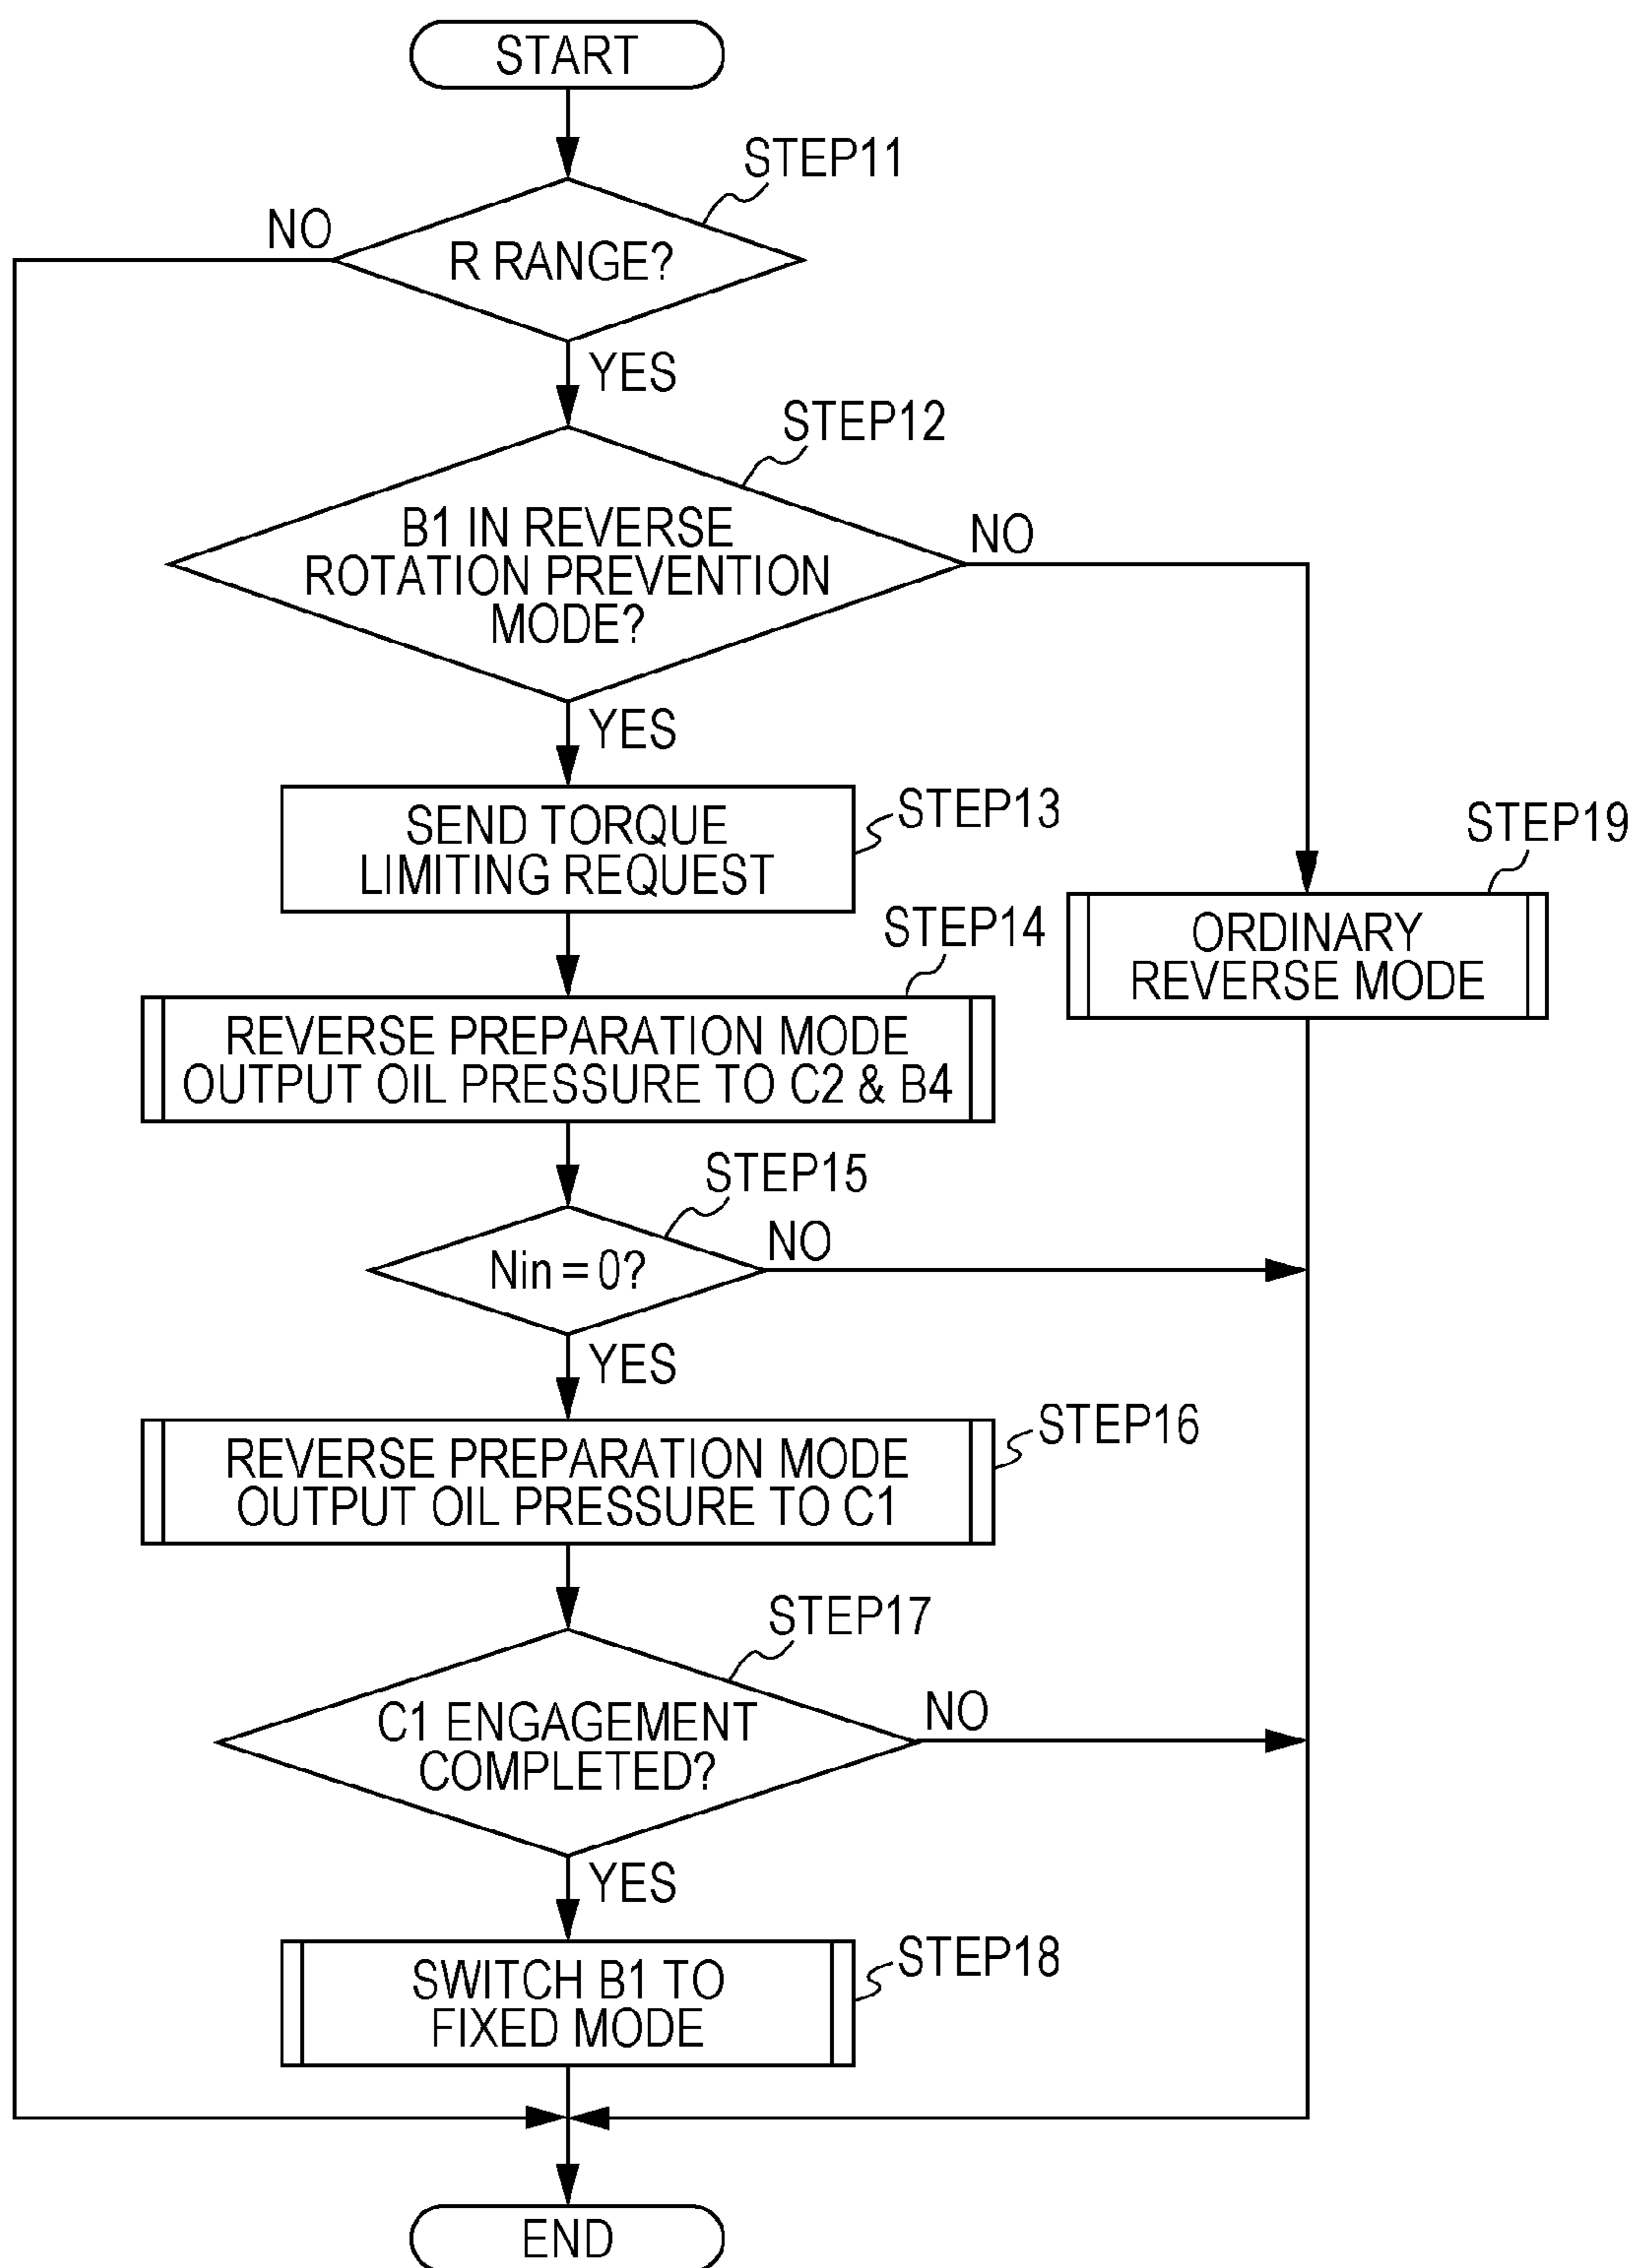 START
STEP11
NO
R RANGE?
YES
STEP12
B1 IN REVERSE
ROTATION PREVENTION
MODE?
NO
YES
SEND TORQUE
LIMITING REQUEST
STEP13
STEP19
ORDINARY
REVERSE MODE
STEP14
REVERSE PREPARATION MODE
OUTPUT OIL PRESSURE TO C2 & B4
STEP15
Nin = 0?
NO
YES
REVERSE PREPARATION MODE
OUTPUT OIL PRESSURE TO C1
STEP16
STEP17
C1 ENGAGEMENT
COMPLETED?
NO
YES
SWITCH B1 TO
FIXED MODE
STEP18
END